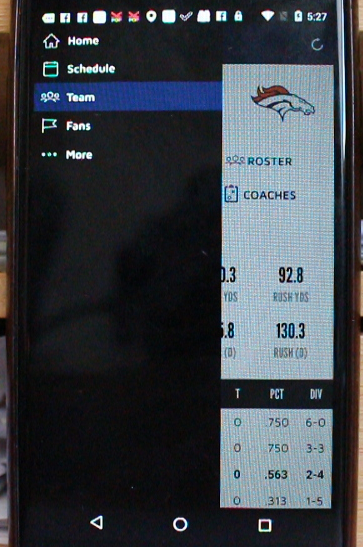 5:27
Home
Schedule
Team
Fans
More
ROSTER
COACHES
0.3 92.8
YDS RUSH YDS
5.8 130.3
(D) RUSH (D)
T PCT DIV
0 .750 6-0
0 .750 3-3
0 .563 2-4
0 .313 1-5